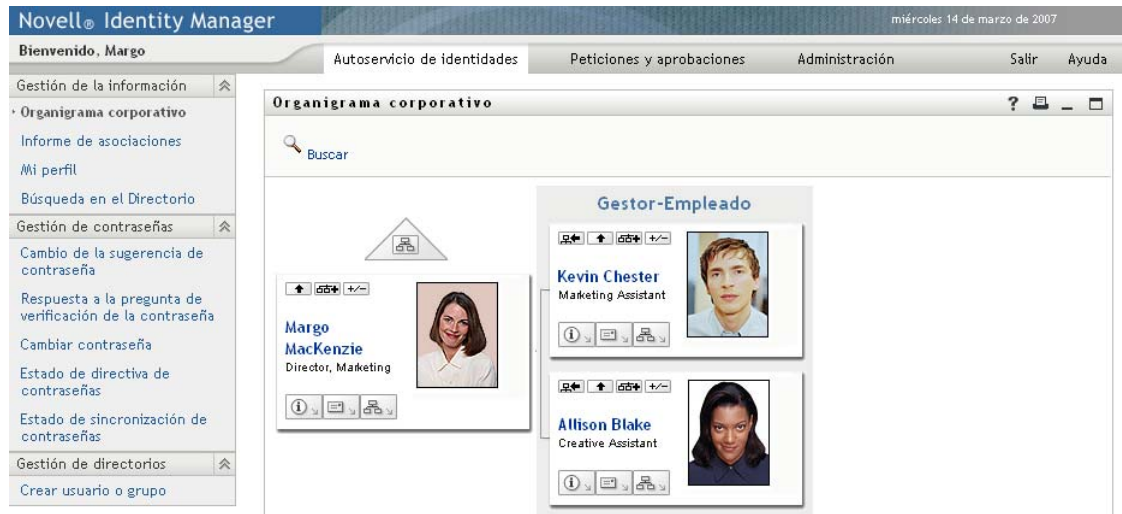 Novell® Identity Manager
miércoles 14 de marzo de 2007
Bienvenido, Margo
Autoservicio de identidades
Peticiones y aprobaciones
Administración
Salir
Ayuda
Gestión de la información
Organigrama corporativo
Informe de asociaciones
Mi perfil
Búsqueda en el Directorio
Gestión de contraseñas
Cambio de la sugerencia de
contraseña
Respuesta a la pregunta de
verificación de la contraseña
Cambiar contraseña
Estado de directiva de
contraseñas
Estado de sincronización de
contraseñas
Gestión de directorios
Crear usuario o grupo
Organigrama corporativo
?
Buscar
Gestor-Empleado
+/-
Margo
MacKenzie
Director, Marketing
+/-
Kevin Chester
Marketing Assistant
+/-
Allison Blake
Creative Assistant